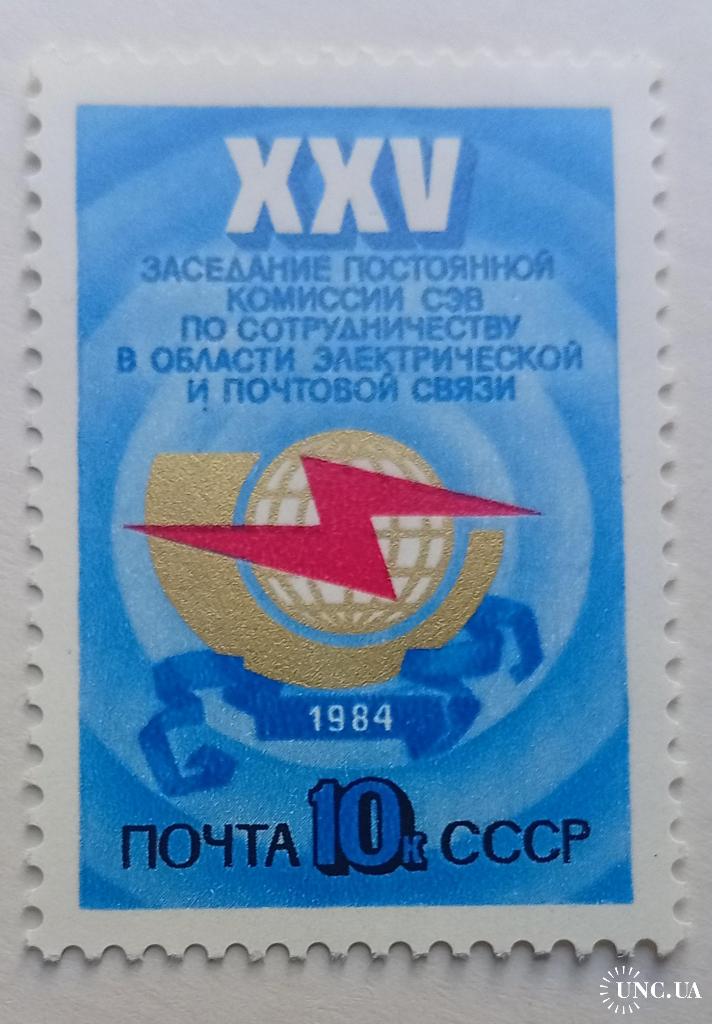 XXV
ЗАСЕДАНИЕ ПОСТОЯННОЙ
КОМИССИИ СЭВ
ПО СОТРУДНИЧЕСТВУ
В ОБЛАСТИ ЭЛЕКТРИЧЕСКОЙ
И ПОЧТОВОЙ СВЯЗИ
1984
ПОЧТА 10к СССР
UNC.UA